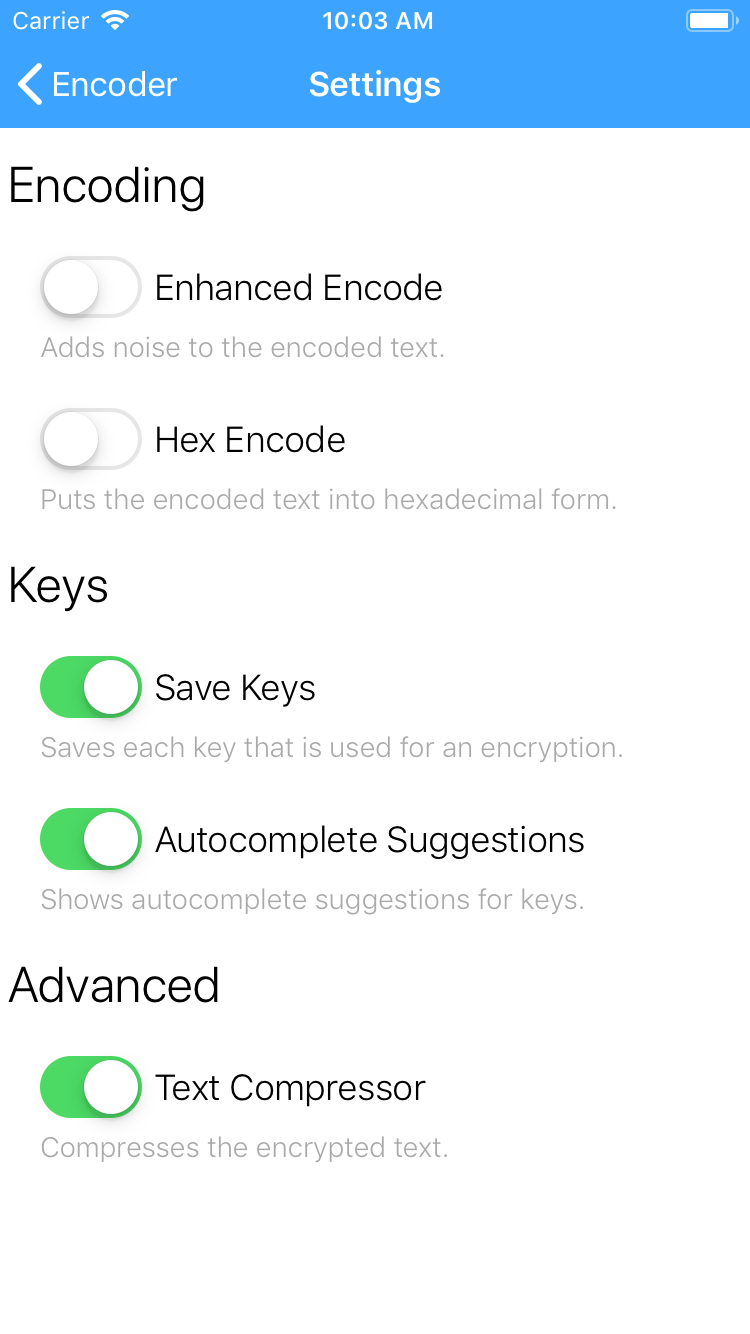 Carrier 10:03 AM
Encoder Settings
Encoding
Enhanced Encode
Adds noise to the encoded text.
Hex Encode
Puts the encoded text into hexadecimal form.
Keys
Save Keys
Saves each key that is used for an encryption.
Autocomplete Suggestions
Shows autocomplete suggestions for keys.
Advanced
Text Compressor
Compresses the encrypted text.